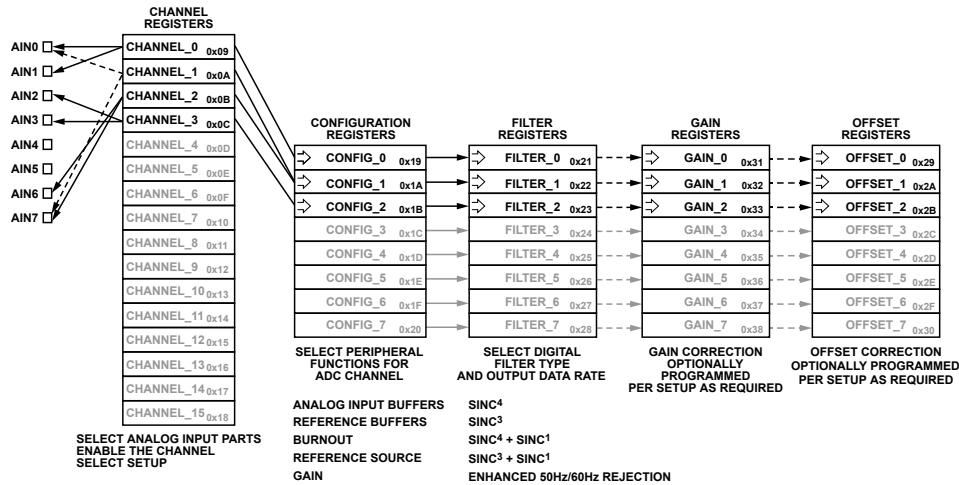 CHANNEL
REGISTERS
AIN0
AIN1
AIN2
AIN3
AIN4
AIN5
AIN6
AIN7
CHANNEL_0 0x09
CHANNEL_1 0x0A
CHANNEL_2 0x0B
CHANNEL_3 0x0C
CHANNEL_4 0x0D
CHANNEL_5 0x0E
CHANNEL_6 0x0F
CHANNEL_7 0x10
CHANNEL_8 0x11
CHANNEL_9 0x12
CHANNEL_10 0x13
CHANNEL_11 0x14
CHANNEL_12 0x15
CHANNEL_13 0x16
CHANNEL_14 0x17
CHANNEL_15 0x18
SELECT ANALOG INPUT PARTS
ENABLE THE CHANNEL
SELECT SETUP
CONFIGURATION
REGISTERS
CONFIG_0 0x19
CONFIG_1 0x1A
CONFIG_2 0x1B
CONFIG_3 0x1C
CONFIG_4 0x1D
CONFIG_5 0x1E
CONFIG_6 0x1F
CONFIG_7 0x20
SELECT PERIPHERAL
FUNCTIONS FOR
ADC CHANNEL
ANALOG INPUT BUFFERS
REFERENCE BUFFERS
BURNOUT
REFERENCE SOURCE
GAIN
FILTER
REGISTERS
FILTER_0 0x21
FILTER_1 0x22
FILTER_2 0x23
FILTER_3 0x24
FILTER_4 0x25
FILTER_5 0x26
FILTER_6 0x27
FILTER_7 0x28
SELECT DIGITAL
FILTER TYPE
AND OUTPUT DATA RATE
SINC⁴
SINC³
SINC⁴ + SINC¹
SINC³ + SINC¹
ENHANCED 50Hz/60Hz REJECTION
GAIN
REGISTERS
GAIN_0 0x31
GAIN_1 0x32
GAIN_2 0x33
GAIN_3 0x34
GAIN_4 0x35
GAIN_5 0x36
GAIN_6 0x37
GAIN_7 0x38
GAIN CORRECTION
OPTIONALLY
PROGRAMMED
PER SETUP AS REQUIRED
OFFSET
REGISTERS
OFFSET_0 0x29
OFFSET_1 0x2A
OFFSET_2 0x2B
OFFSET_3 0x2C
OFFSET_4 0x2D
OFFSET_5 0x2E
OFFSET_6 0x2F
OFFSET_7 0x30
OFFSET CORRECTION
OPTIONALLY PROGRAMMED
PER SETUP AS REQUIRED